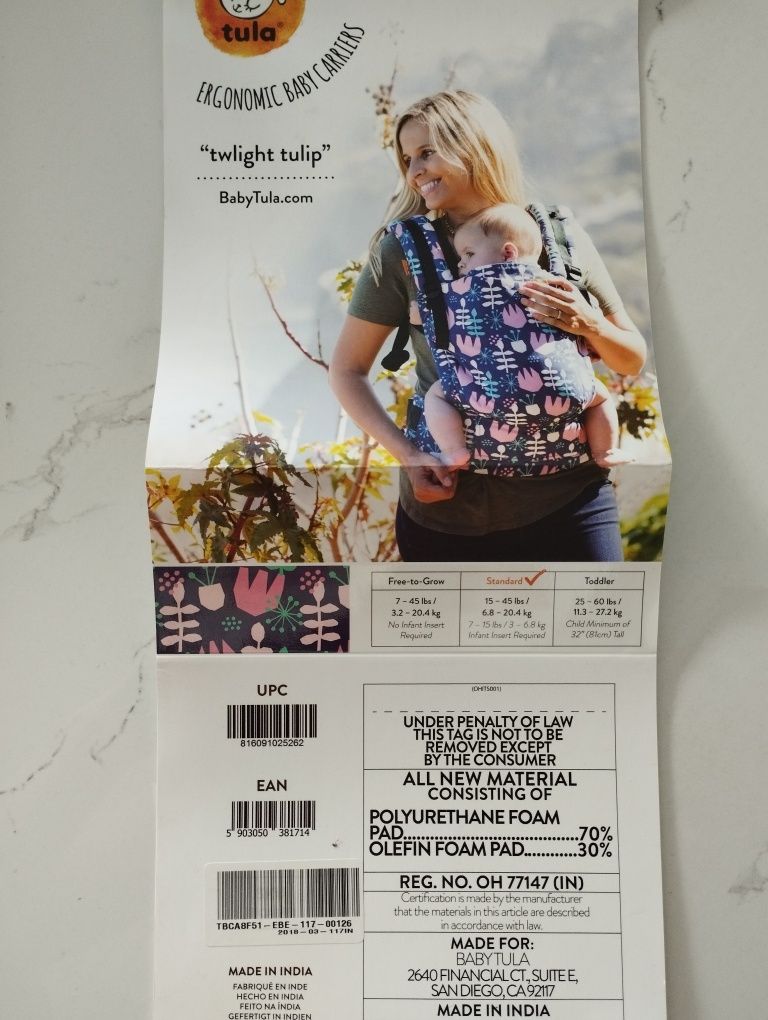 tula®
ERGONOMIC BABY CARRIERS
“twlight tulip”
BabyTula.com
Free-to-Grow
7 – 45 lbs /
3.2 – 20.4 kg
No Infant Insert
Required
Standard
15 – 45 lbs /
6.8 – 20.4 kg
7 – 15 lbs / 3 – 6.8 kg
Infant Insert Required
Toddler
25 – 60 lbs /
11.3 – 27.2 kg
Child Minimum of
32" (81cm) Tall
UPC
816091025262
EAN
5 903050 381714
TBCA8F51-EBE-117-00126
2018-03-117IN
MADE IN INDIA
FABRIQUÉ EN INDE
HECHO EN INDIA
FEITO NA ÍNDIA
GEFERTIGT IN INDIEN
(OHITS001)
UNDER PENALTY OF LAW
THIS TAG IS NOT TO BE
REMOVED EXCEPT
BY THE CONSUMER
ALL NEW MATERIAL
CONSISTING OF
POLYURETHANE FOAM
PAD..................................70%
OLEFIN FOAM PAD............30%
REG. NO. OH 77147 (IN)
Certification is made by the manufacturer
that the materials in this article are described
in accordance with law.
MADE FOR:
BABY TULA
2640 FINANCIAL CT., SUITE E,
SAN DIEGO, CA 92117
MADE IN INDIA